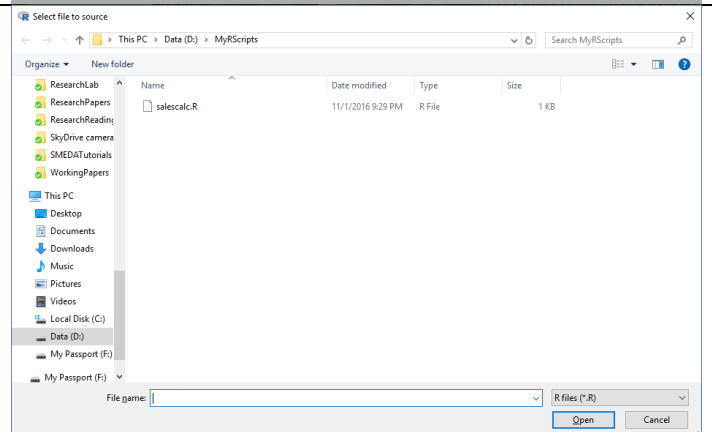 Select file to source
This PC > Data (D:) > MyRScripts
Search MyRScripts
Organize
New folder
Name Date modified Type Size
salescalc.R 11/1/2016 9:29 PM R File 1 KB
ResearchLab
ResearchPapers
ResearchReading
SkyDrive camera
SMEDATutorials
WorkingPapers
This PC
Desktop
Documents
Downloads
Music
Pictures
Videos
Local Disk (C:)
Data (D:)
My Passport (F:)
My Passport (F:)
File name:
R files (*.R)
Open
Cancel